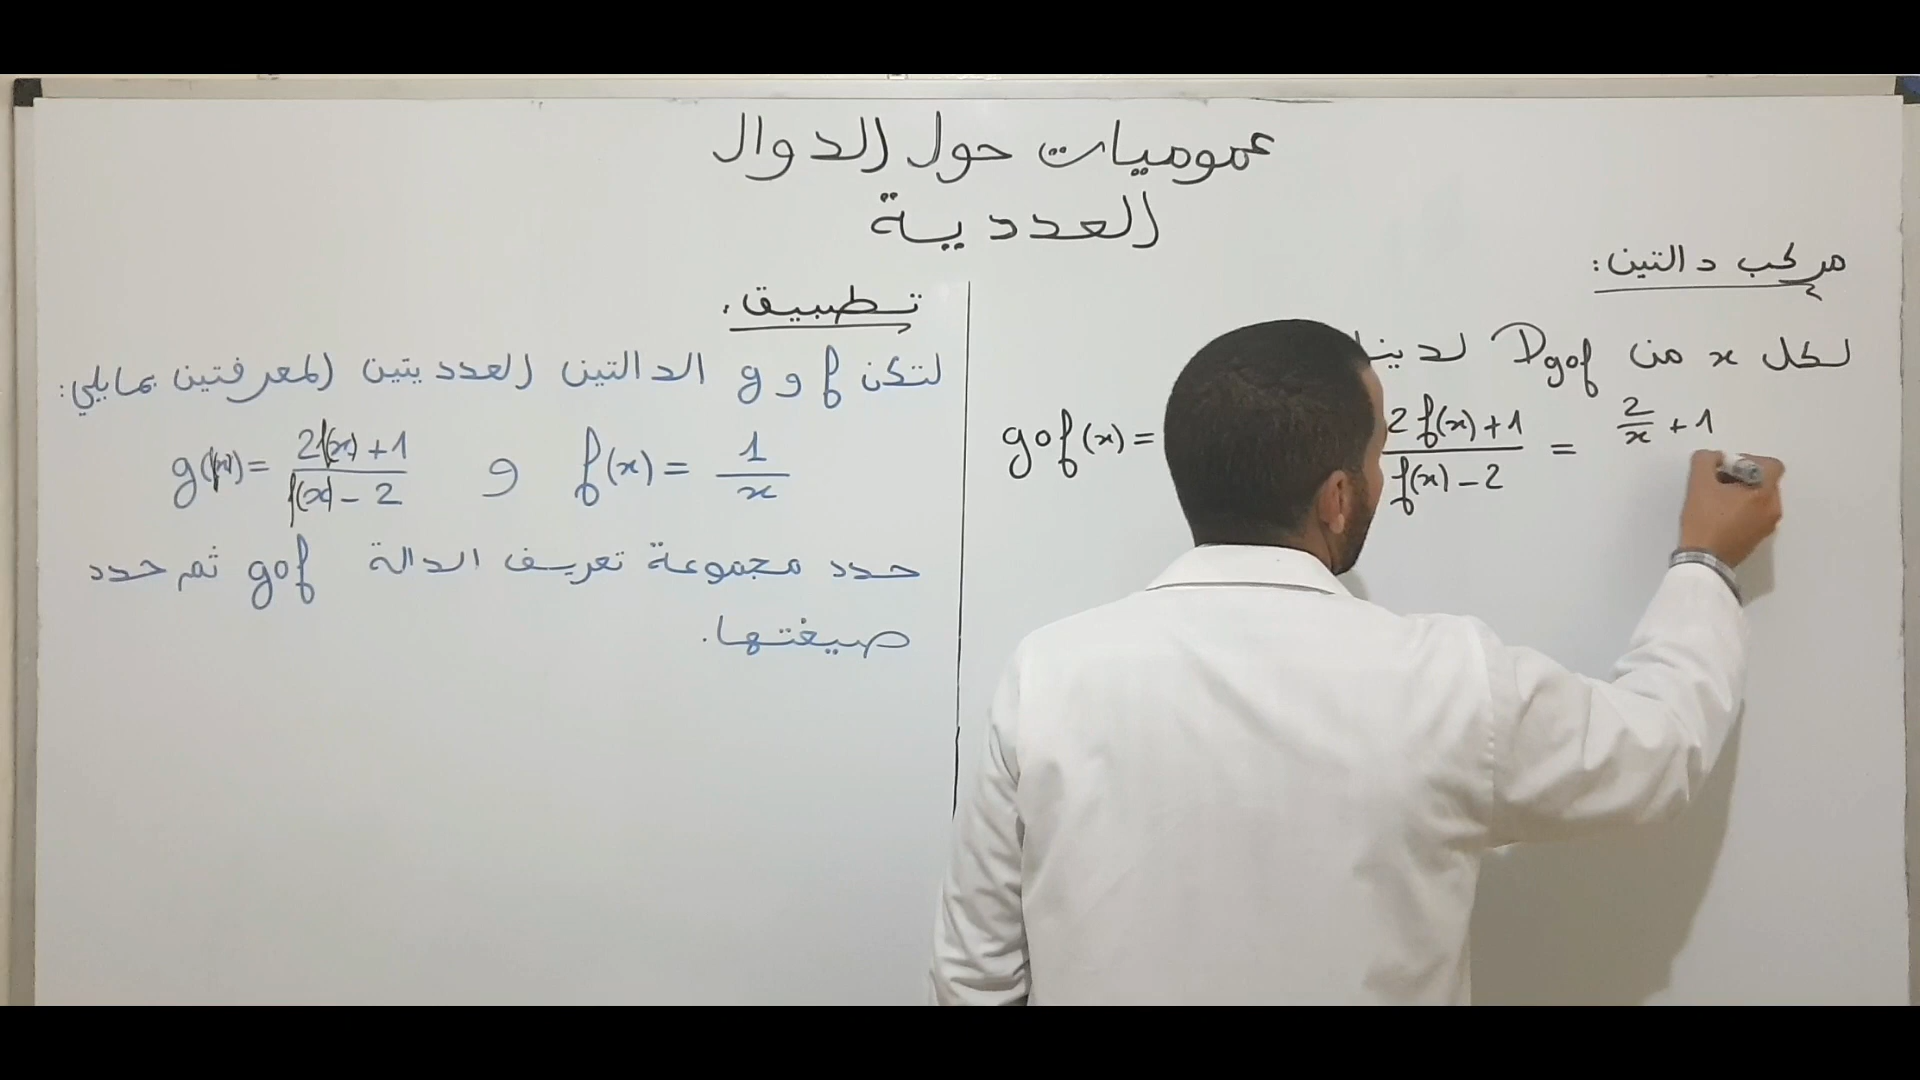 عموميات حول الدوال
العددية
مركب دالتين:
لكل x من Dgof لدينا
gof(x) = (2f(x)+1)/(f(x)-2) = 2/x + 1
تطبيق:
لتكن f و g الدالتين العدديتين المعرفتين بمايلي:
f(x) = 1/x و g(x) = (2f(x)+1)/(f(x)-2)
حدد مجموعة تعريف الدالة gof ثم حدد
صيغتها.